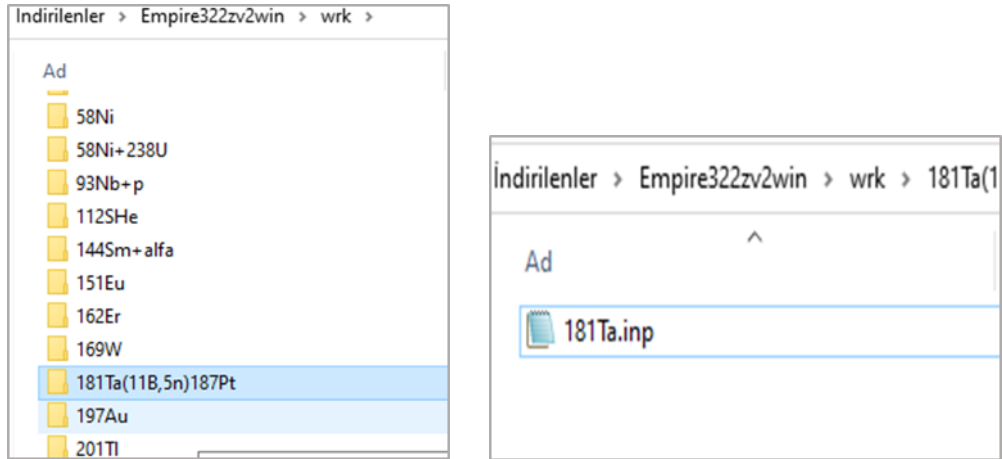 Indirilenler > Empire322zv2win > wrk >
Ad
58Ni
58Ni+238U
93Nb+p
112SHe
144Sm+alfa
151Eu
162Er
169W
181Ta(11B,5n)187Pt
197Au
201Tl
İndirilenler > Empire322zv2win > wrk > 181Ta(1
Ad
181Ta.inp